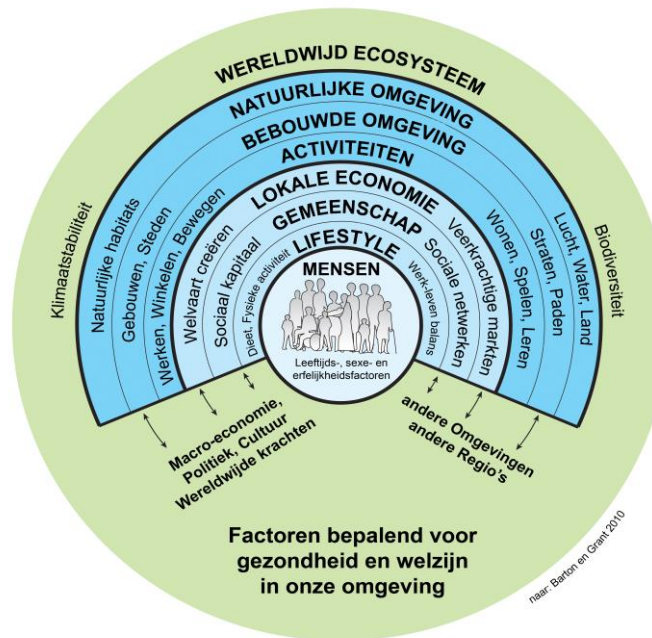 WERELDWIJD ECOSYSTEEM
NATUURLIJKE OMGEVING
BEBOUWDE OMGEVING
ACTIVITEITEN
LOKALE ECONOMIE
GEMEENSCHAP
LIFESTYLE
MENSEN
Leeftijds-, sexe- en
erfelijkheidsfactoren
Klimaatstabiliteit
Natuurlijke habitats
Gebouwen, Steden
Werken, Winkelen, Bewegen
Welvaart creëren
Sociaal kapitaal
Dieet, Fysieke activiteit
Werk-leven balans
Sociale netwerken
Veerkrachtige markten
Wonen, Spelen, Leren
Straten, Paden
Lucht, Water, Land
Biodiversiteit
Macro-economie,
Politiek, Cultuur
Wereldwijde krachten
andere Omgevingen
andere Regio's
Factoren bepalend voor
gezondheid en welzijn
in onze omgeving
naar: Barton en Grant 2010